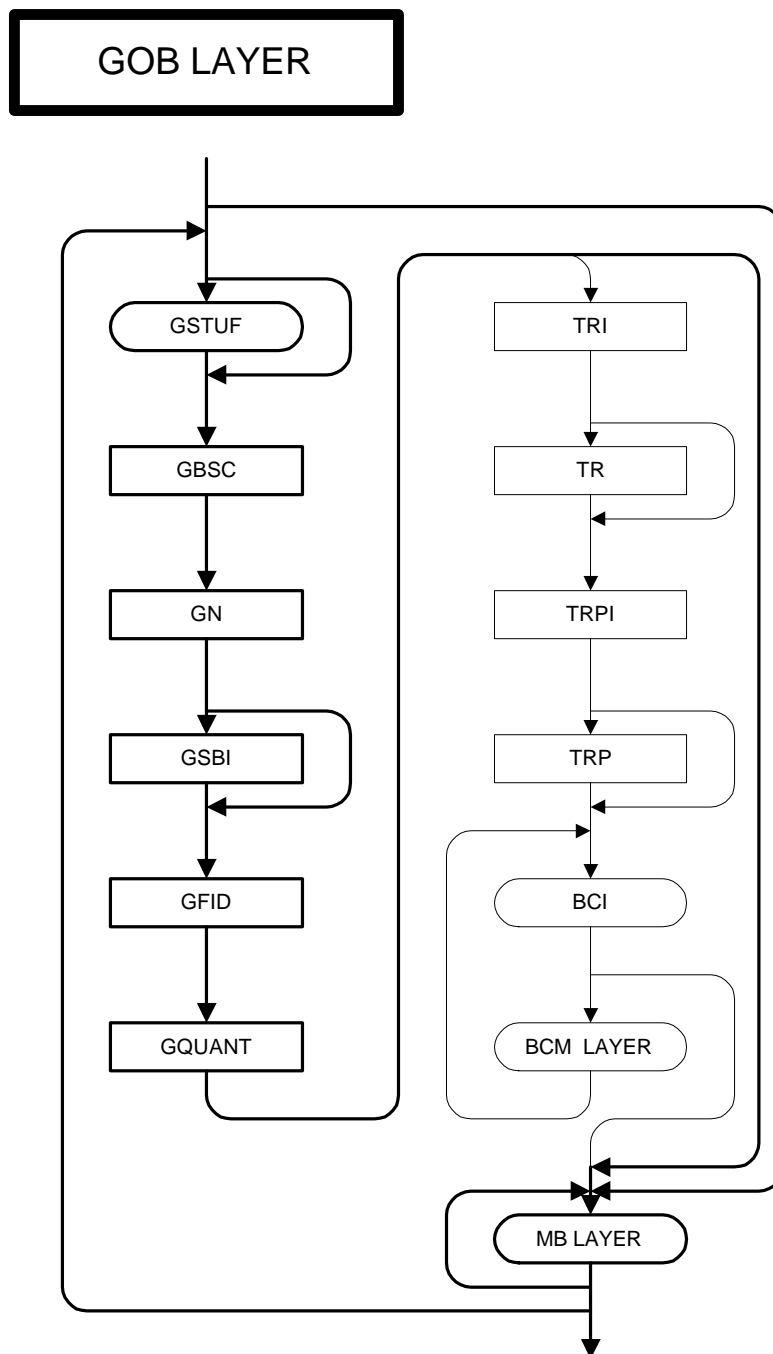 GOB LAYER
GSTUF
GBSC
GN
GSBI
GFID
GQUANT
TRI
TR
TRPI
TRP
BCI
BCM LAYER
MB LAYER